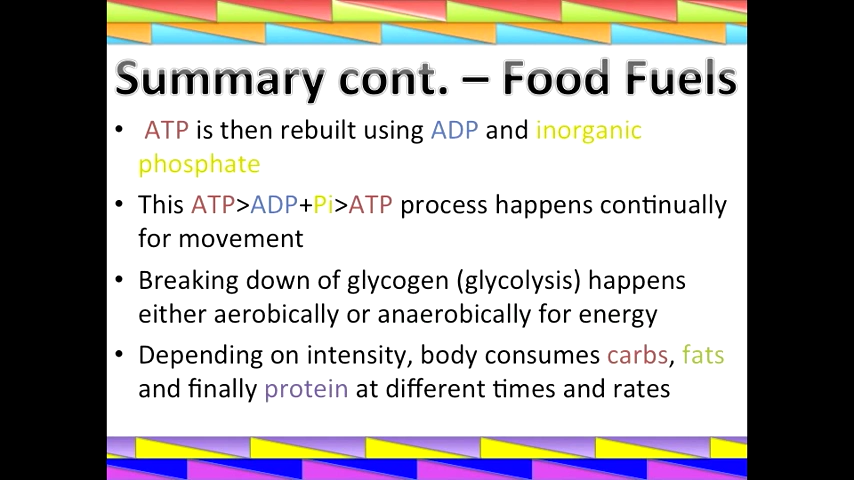 Summary cont. – Food Fuels
• ATP is then rebuilt using ADP and inorganic
phosphate
• This ATP>ADP+Pi>ATP process happens continually
for movement
• Breaking down of glycogen (glycolysis) happens
either aerobically or anaerobically for energy
• Depending on intensity, body consumes carbs, fats
and finally protein at different times and rates